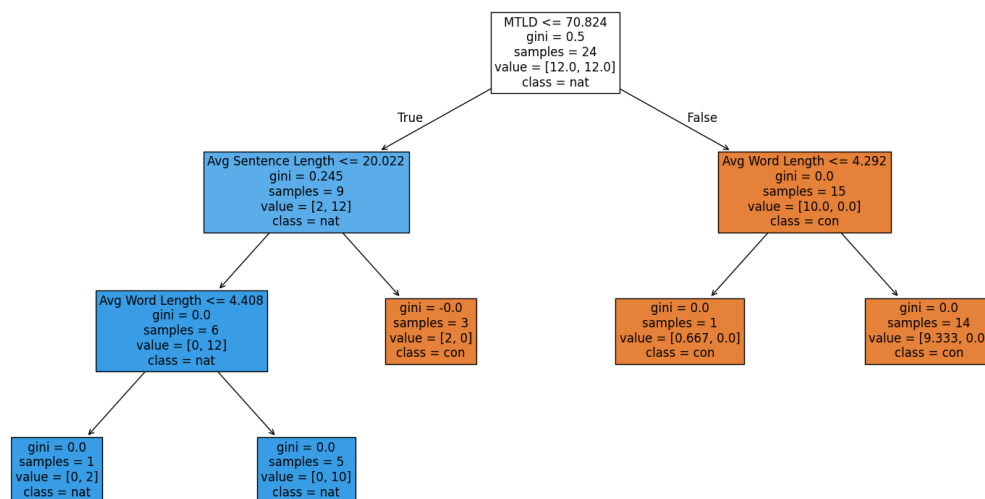 MTLD <= 70.824
gini = 0.5
samples = 24
value = [12.0, 12.0]
class = nat
True
False
Avg Sentence Length <= 20.022
gini = 0.245
samples = 9
value = [2, 12]
class = nat
Avg Word Length <= 4.292
gini = 0.0
samples = 15
value = [10.0, 0.0]
class = con
Avg Word Length <= 4.408
gini = 0.0
samples = 6
value = [0, 12]
class = nat
gini = -0.0
samples = 3
value = [2, 0]
class = con
gini = 0.0
samples = 1
value = [0.667, 0.0]
class = con
gini = 0.0
samples = 14
value = [9.333, 0.0
class = con
gini = 0.0
samples = 1
value = [0, 2]
class = nat
gini = 0.0
samples = 5
value = [0, 10]
class = nat